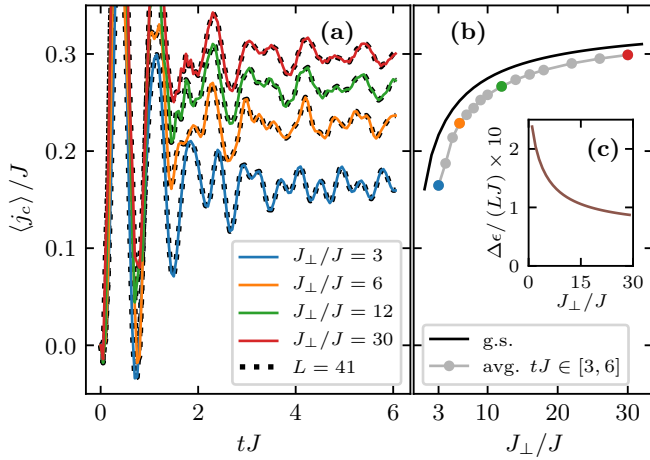 (a)
0.3
0.2
0.1
0.0
⟨j_c⟩/J
0 2 4 6
tJ
J_⊥/J = 3
J_⊥/J = 6
J_⊥/J = 12
J_⊥/J = 30
L = 41
(b)
(c)
Δϵ/(LJ) × 10
2
1
0
0 15 30
J_⊥/J
g.s.
avg. tJ ∈ [3, 6]
3 10 20 30
J_⊥/J